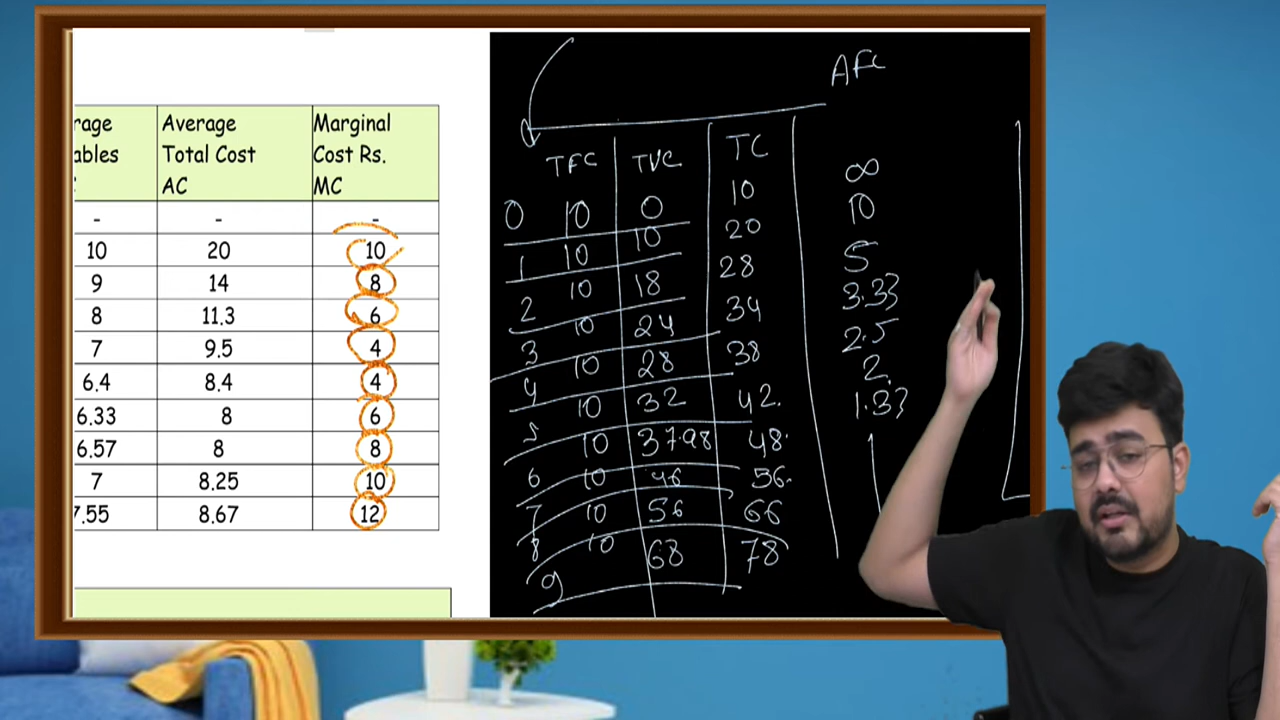 rage Average Marginal
ables Total Cost Cost Rs.
AC MC
- - -
10 20 10
9 14 8
8 11.3 6
7 9.5 4
6.4 8.4 4
6.33 8 6
6.57 8 8
7 8.25 10
7.55 8.67 12
AFC
TFC TVC TC
0 10 0 10 ∞
1 10 10 20 10
2 10 18 28 5
3 10 24 34 3.33
4 10 28 38 2.5
5 10 32 42. 2.
6 10 37.98 48. 1.33
7 10 46 56.
8 10 56 66
9 10 68 78